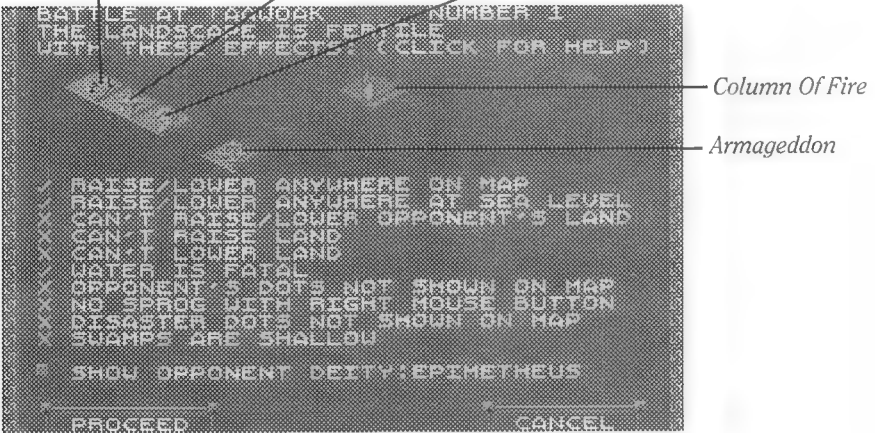 BATTLE AT TACWOAK NUMBER 1
THE LANDSCAPE IS FERTILE
WITH THESE EFFECTS: (CLICK FOR HELP)
Column Of Fire
Armageddon
✓ RAISE/LOWER ANYWHERE ON MAP
✓ RAISE/LOWER ANYWHERE AT SEA LEVEL
X CAN'T RAISE/LOWER OPPONENT'S LAND
X CAN'T RAISE LAND
X CAN'T LOWER LAND
✓ WATER IS FATAL
X OPPONENT'S DOTS NOT SHOWN ON MAP
X NO SPROG WITH RIGHT MOUSE BUTTON
X DISASTER DOTS NOT SHOWN ON MAP
X SWAMPS ARE SHALLOW
SHOW OPPONENT DEITY:EPIMETHEUS
PROCEED CANCEL